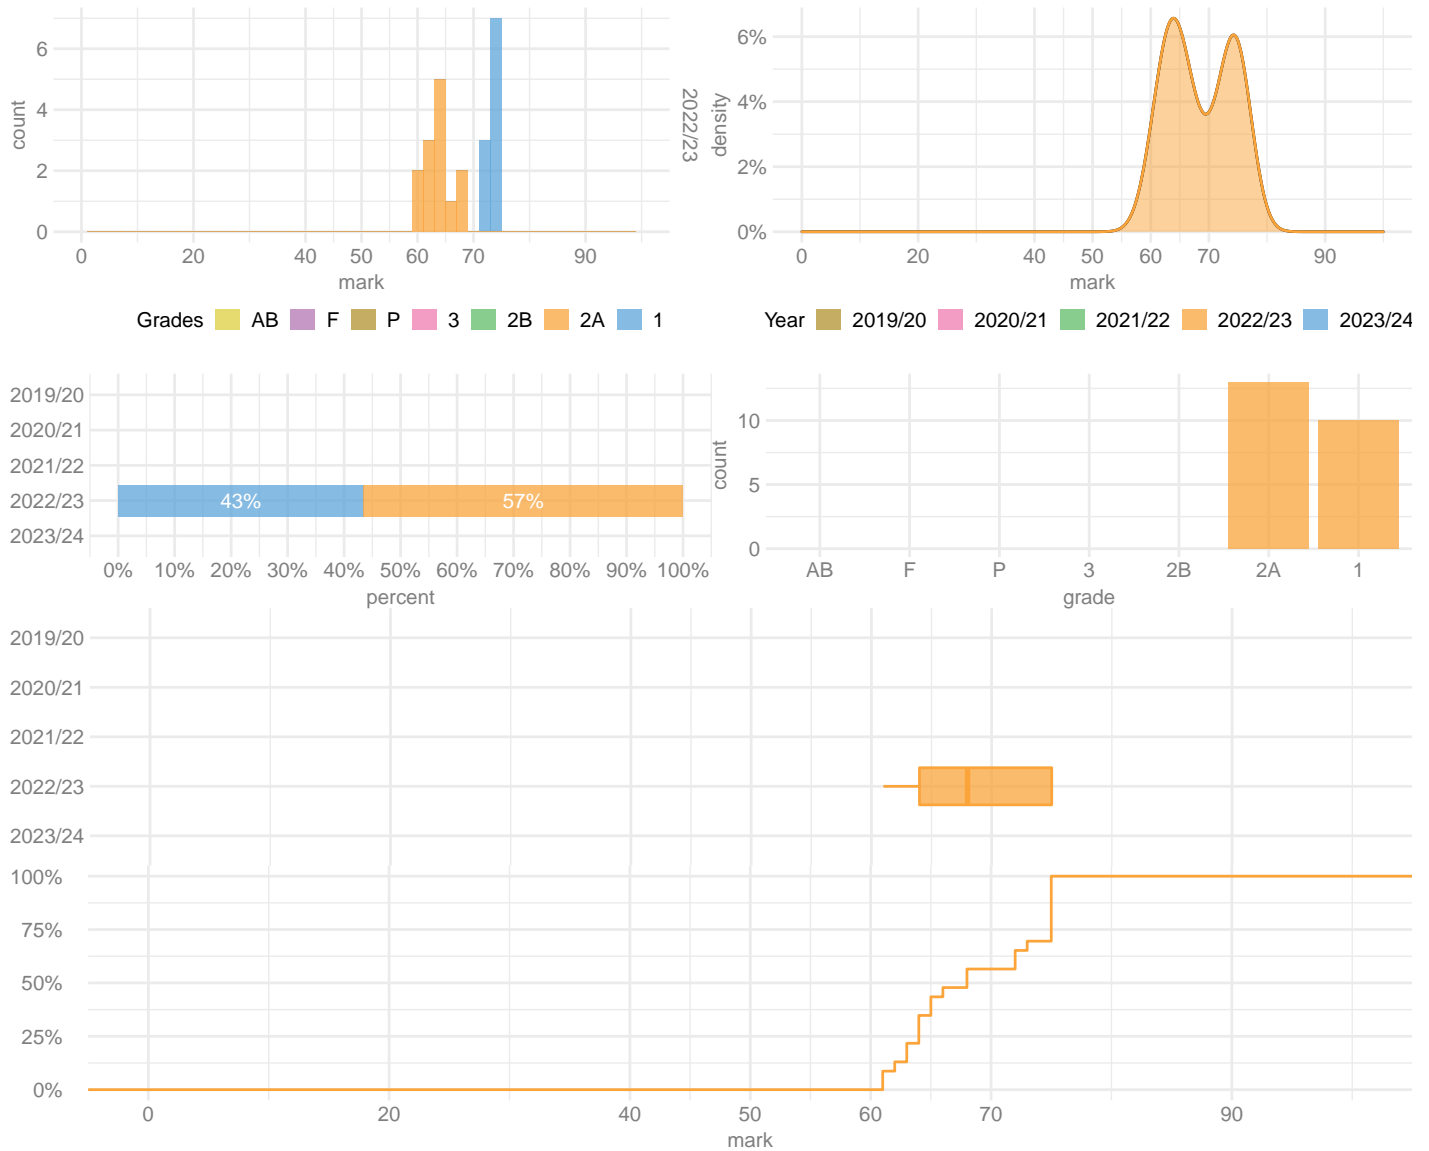 6
4
2
0
count
0 20 40 50 60 70 90
mark
2022/23
6%
4%
2%
0%
density
0 20 40 50 60 70 90
mark
Grades AB F P 3 2B 2A 1
Year 2019/20 2020/21 2021/22 2022/23 2023/24
2019/20
2020/21
2021/22
2022/23
2023/24
43% 57%
0% 10% 20% 30% 40% 50% 60% 70% 80% 90% 100%
percent
10
5
0
count
AB F P 3 2B 2A 1
grade
2019/20
2020/21
2021/22
2022/23
2023/24
100%
75%
50%
25%
0%
0 20 40 50 60 70 90
mark